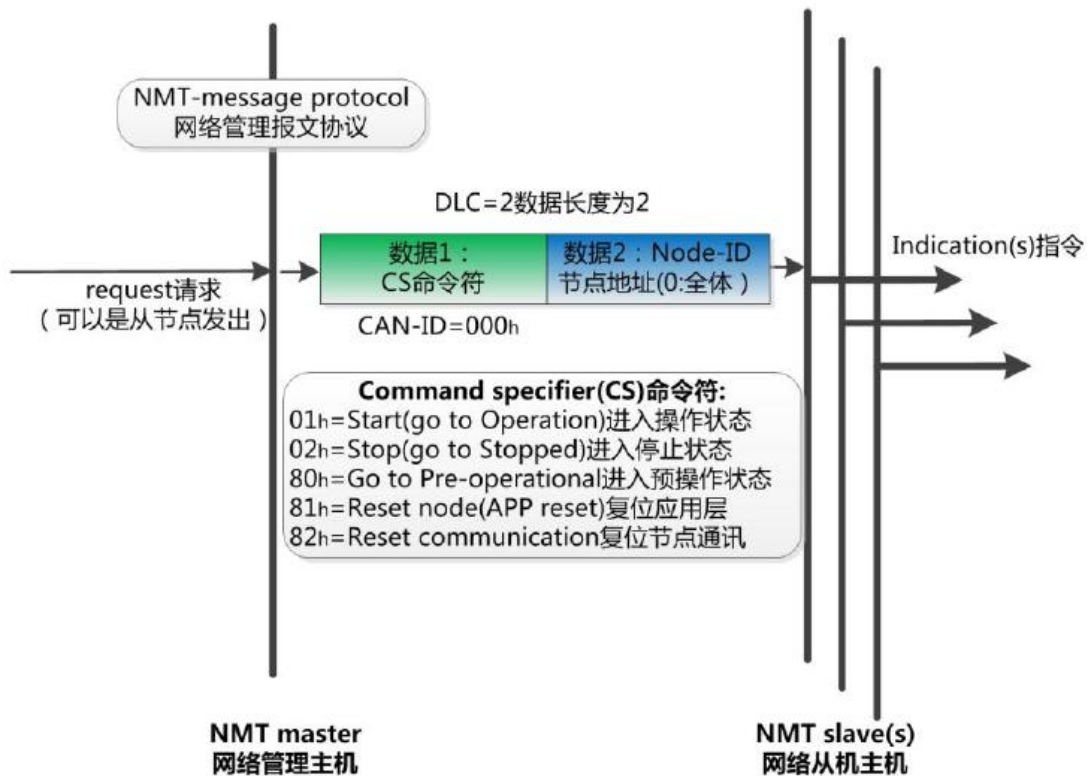 NMT-message protocol
网络管理报文协议
DLC=2数据长度为2
数据1：
CS命令符
数据2：Node-ID
节点地址(0:全体）
Indication(s)指令
request请求
（可以是从节点发出）
CAN-ID=000h
Command specifier(CS)命令符:
01h=Start(go to Operation)进入操作状态
02h=Stop(go to Stopped)进入停止状态
80h=Go to Pre-operational进入预操作状态
81h=Reset node(APP reset)复位应用层
82h=Reset communication复位节点通讯
NMT master
网络管理主机
NMT slave(s)
网络从机主机